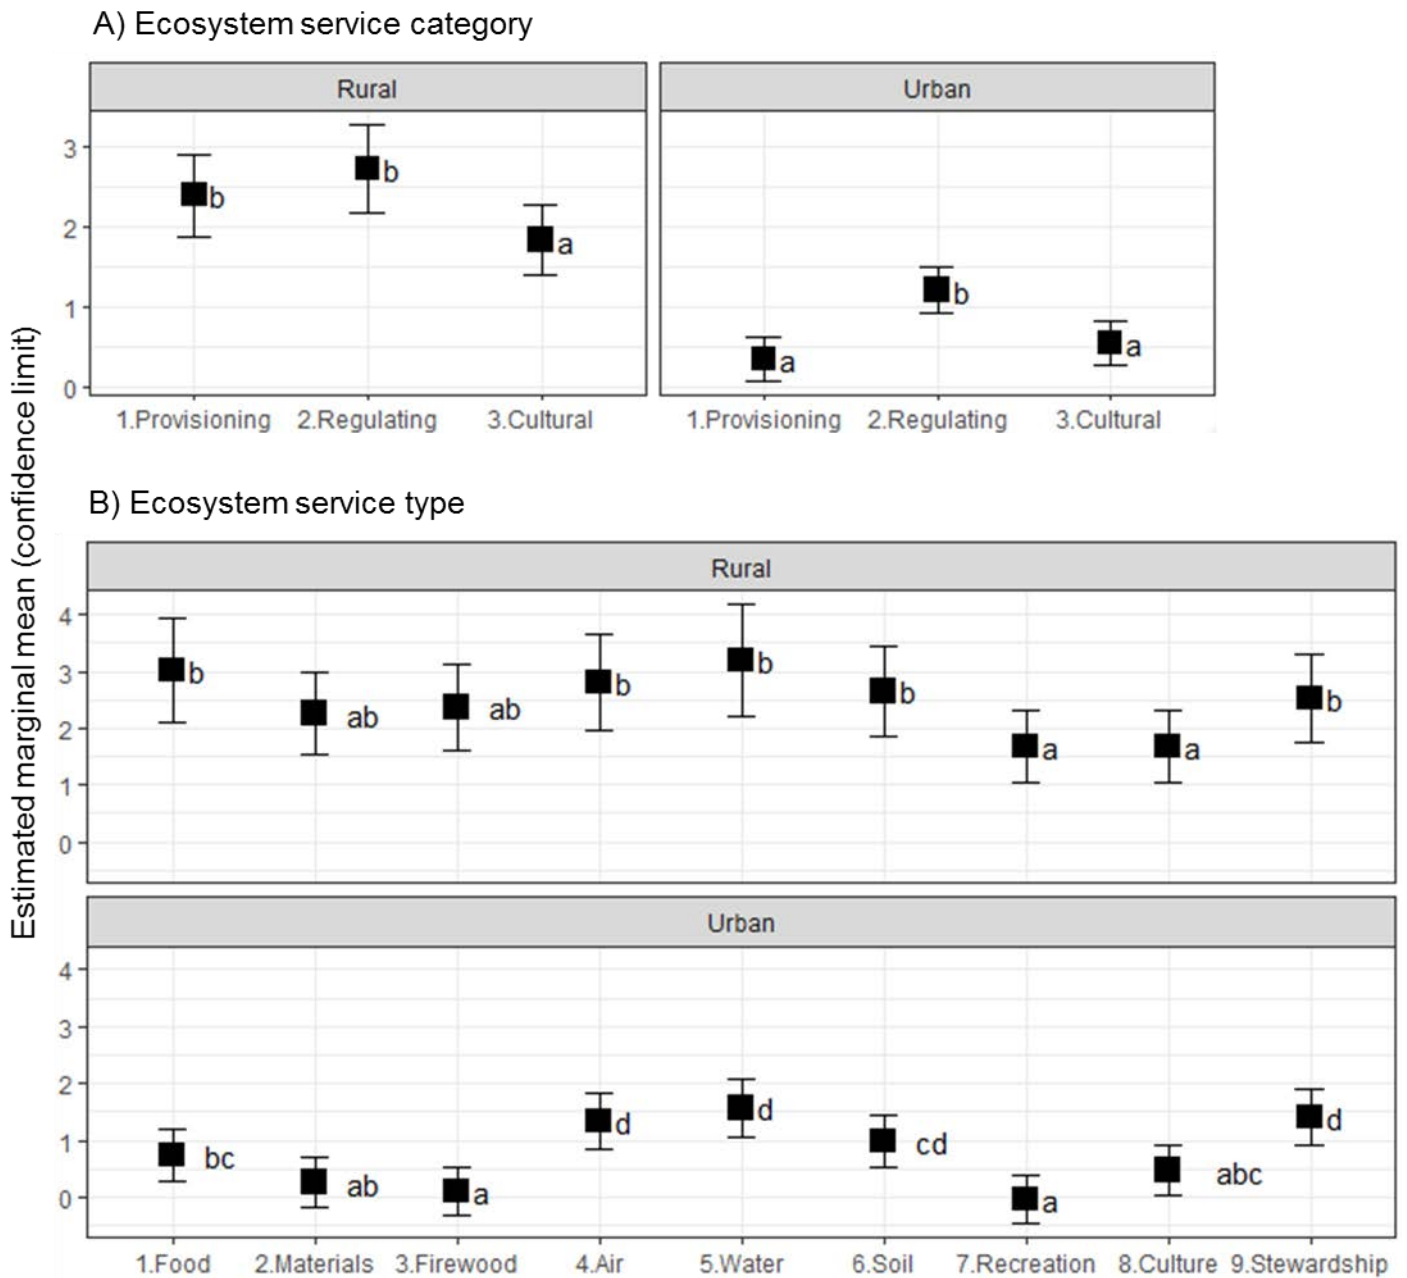 A) Ecosystem service category
Rural
Urban
3
2
1
0
b
b
a
a
b
a
1.Provisioning 2.Regulating 3.Cultural
1.Provisioning 2.Regulating 3.Cultural
Estimated marginal mean (confidence limit)
B) Ecosystem service type
Rural
4
3
2
1
0
b
ab
ab
b
b
b
a
a
b
Urban
4
3
2
1
0
bc
ab
a
d
d
cd
a
abc
d
1.Food 2.Materials 3.Firewood 4.Air 5.Water 6.Soil 7.Recreation 8.Culture 9.Stewardship